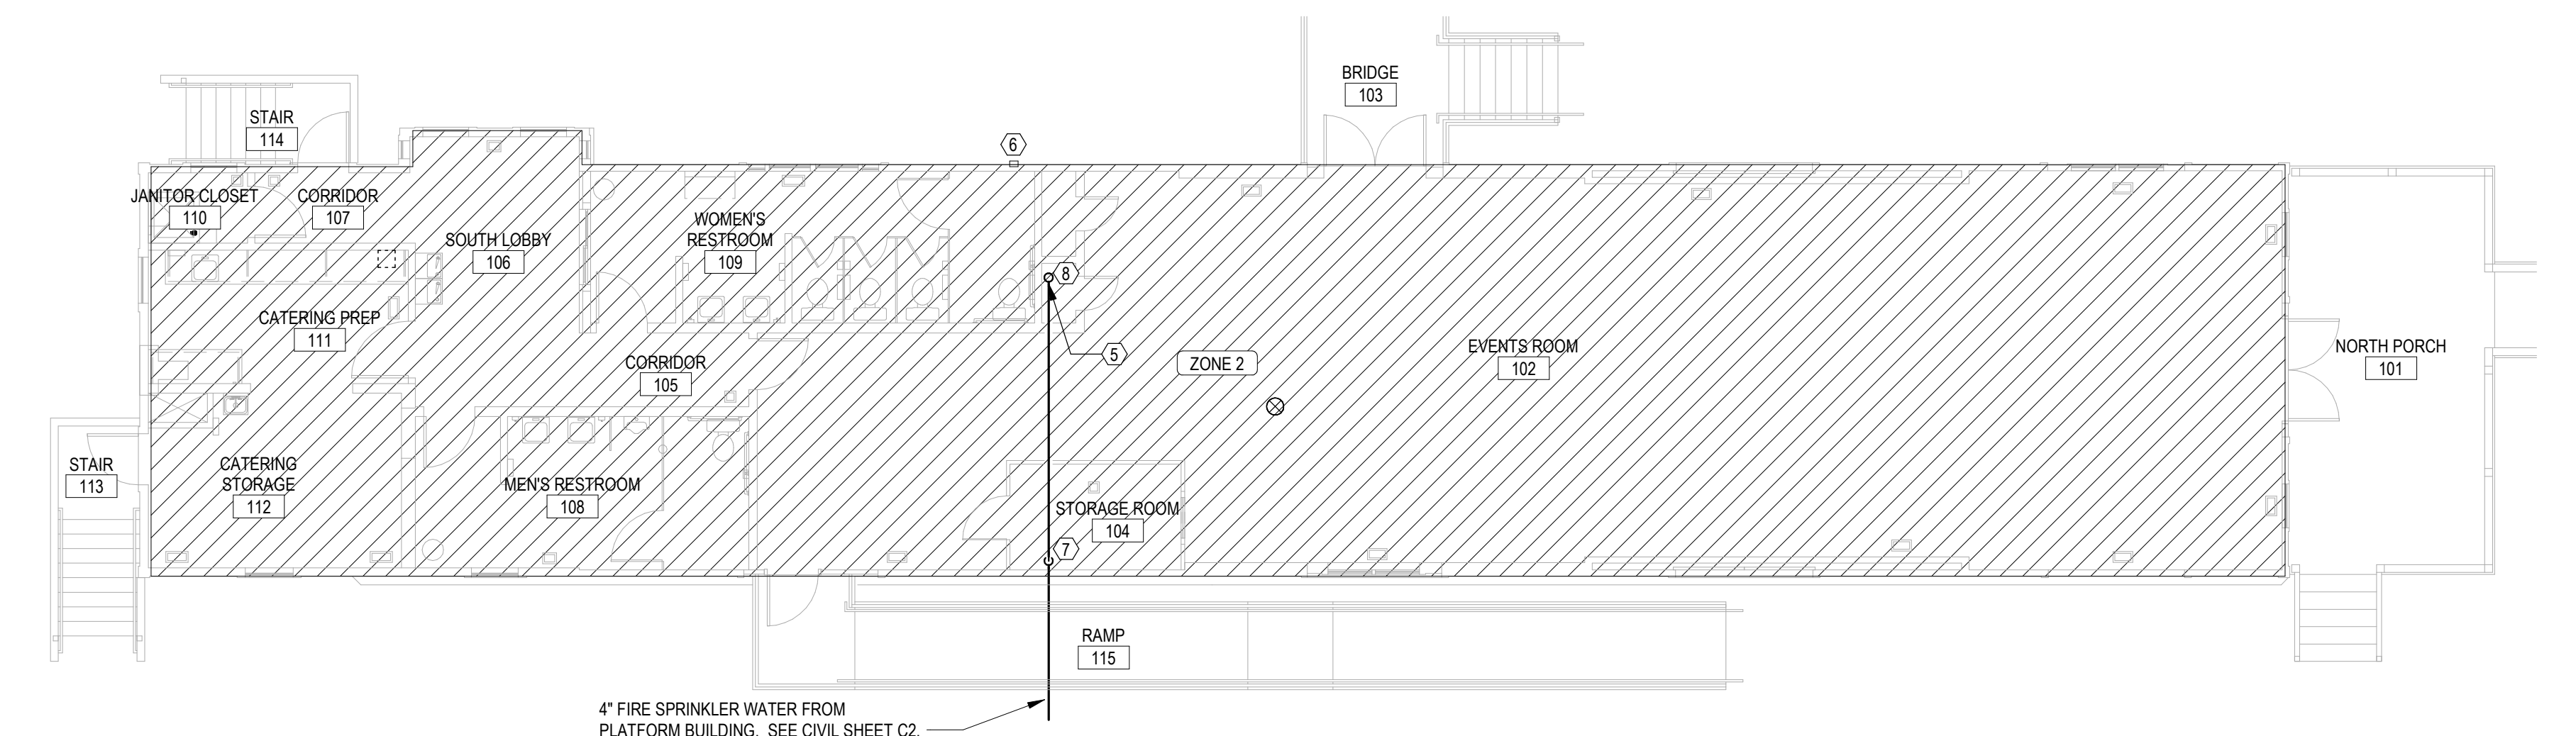 BRIDGE
103
STAIR
114
6
JANITOR CLOSET
110
CORRIDOR
107
WOMEN'S
RESTROOM
109
SOUTH LOBBY
106
8
CATERING PREP
111
5
ZONE 2
EVENTS ROOM
102
NORTH PORCH
101
CORRIDOR
105
STAIR
113
CATERING
STORAGE
112
MEN'S RESTROOM
108
STORAGE ROOM
104
7
RAMP
115
4" FIRE SPRINKLER WATER FROM
PLATFORM BUILDING. SEE CIVIL SHEET C2.